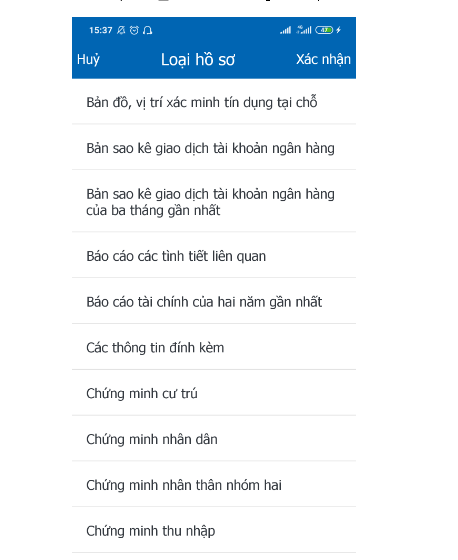 15:37
Huỷ
Loại hồ sơ
Xác nhận
Bản đồ, vị trí xác minh tín dụng tại chỗ
Bản sao kê giao dịch tài khoản ngân hàng
Bản sao kê giao dịch tài khoản ngân hàng
của ba tháng gần nhất
Báo cáo các tình tiết liên quan
Báo cáo tài chính của hai năm gần nhất
Các thông tin đính kèm
Chứng minh cư trú
Chứng minh nhân dân
Chứng minh nhân thân nhóm hai
Chứng minh thu nhập